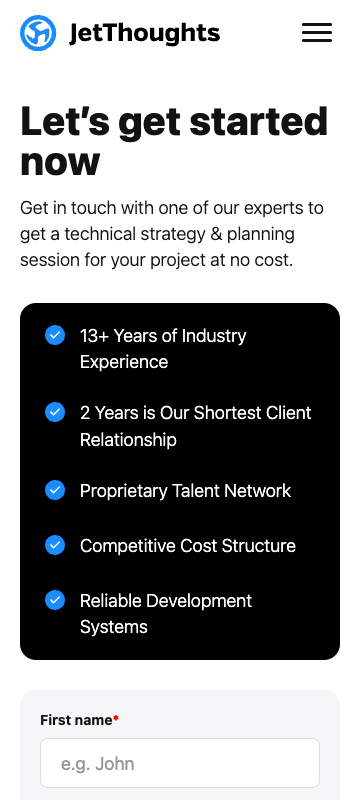 JetThoughts
Let's get started
now
Get in touch with one of our experts to
get a technical strategy & planning
session for your project at no cost.
13+ Years of Industry
Experience
2 Years is Our Shortest Client
Relationship
Proprietary Talent Network
Competitive Cost Structure
Reliable Development
Systems
First name*
e.g. John